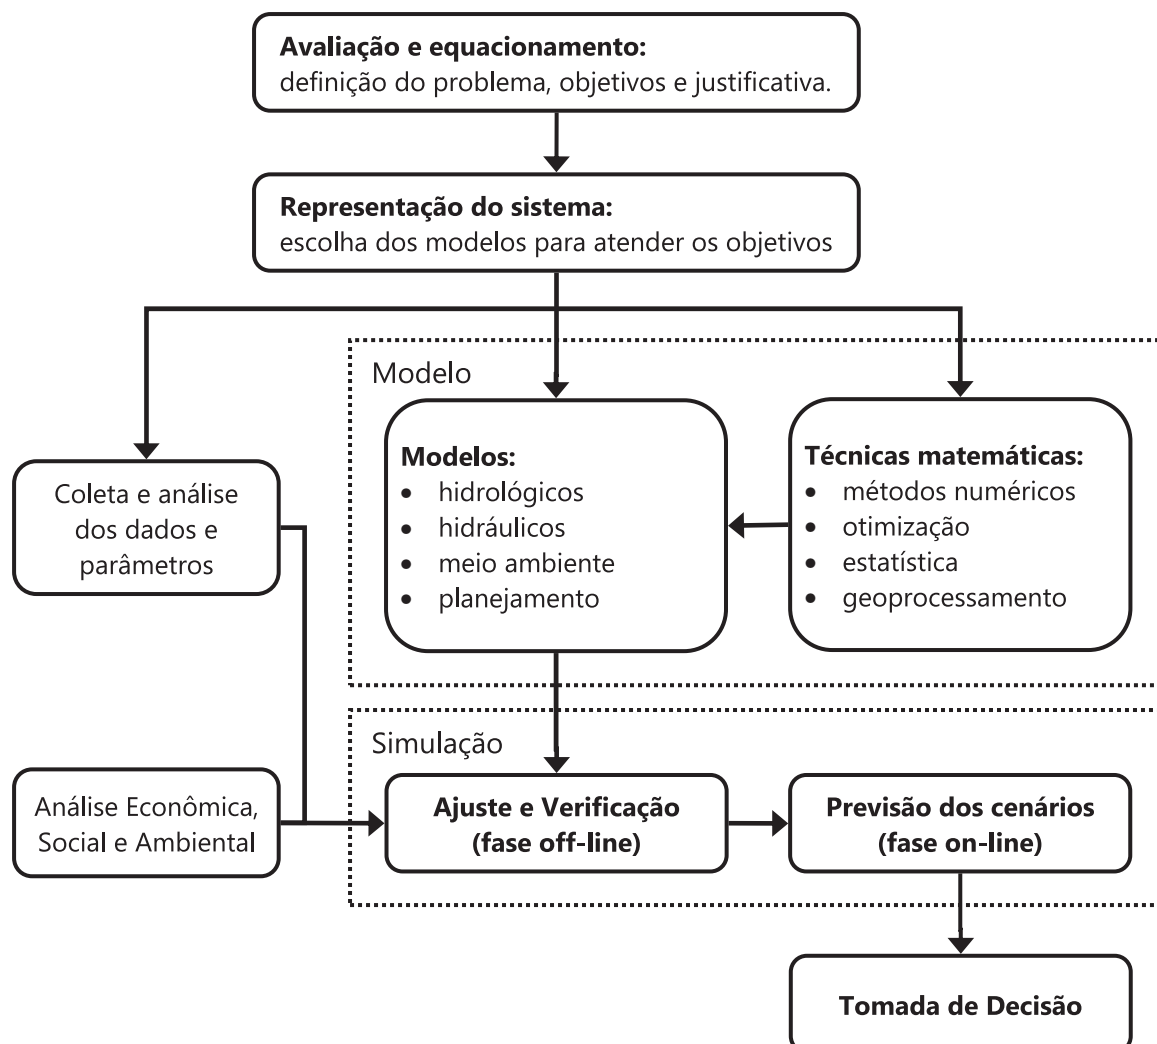 Avaliação e equacionamento:
definição do problema, objetivos e justificativa.
Representação do sistema:
escolha dos modelos para atender os objetivos
Modelo
Modelos:
• hidrológicos
• hidráulicos
• meio ambiente
• planejamento
Técnicas matemáticas:
• métodos numéricos
• otimização
• estatística
• geoprocessamento
Coleta e análise
dos dados e
parâmetros
Simulação
Análise Econômica,
Social e Ambiental
Ajuste e Verificação
(fase off-line)
Previsão dos cenários
(fase on-line)
Tomada de Decisão